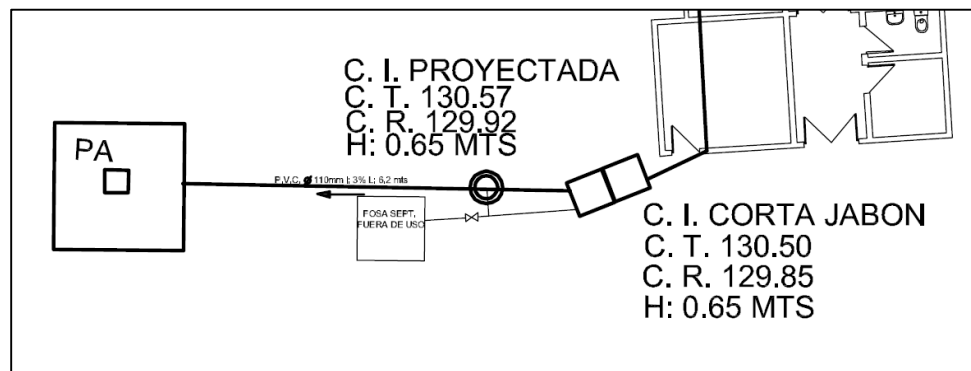 C. I. PROYECTADA
C. T. 130.57
C. R. 129.92
H: 0.65 MTS
PA
P.V.C. Ø 110mm I: 3% L; 6,2 mts
FOSA SEPT.
FUERA DE USO
C. I. CORTA JABON
C. T. 130.50
C. R. 129.85
H: 0.65 MTS